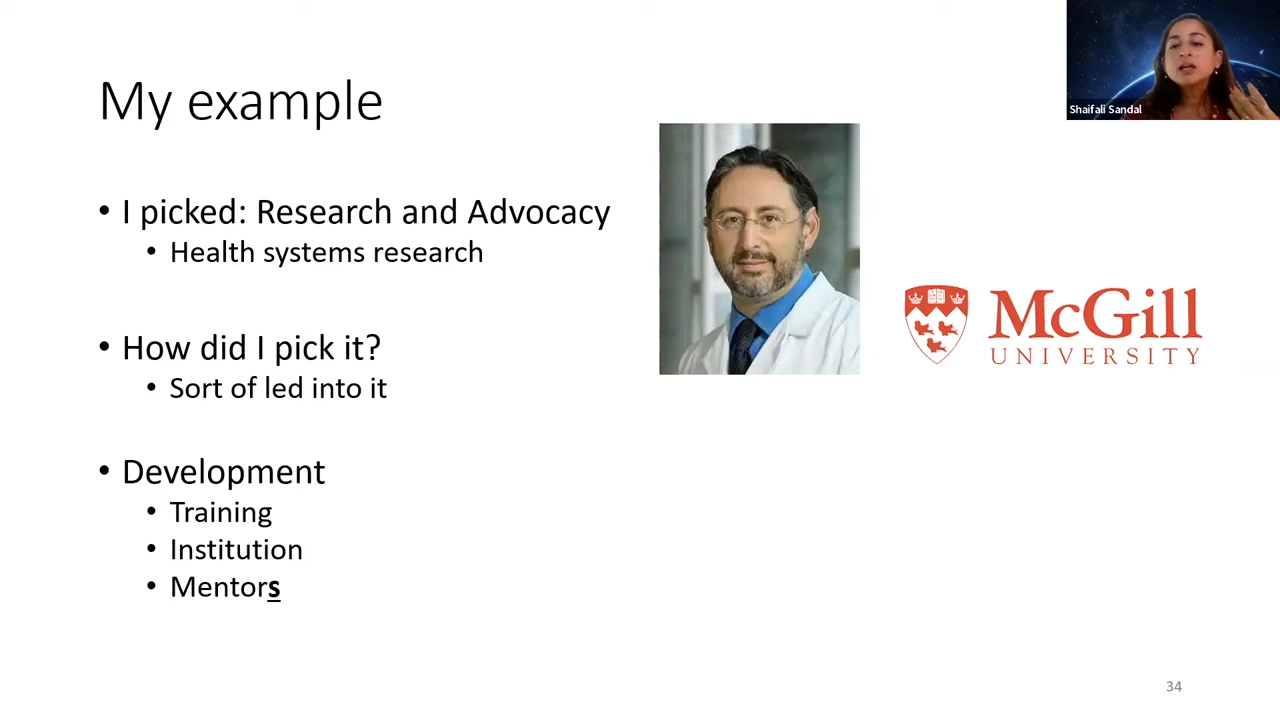 Shaifali Sandal
My example
• I picked: Research and Advocacy
• Health systems research
• How did I pick it?
• Sort of led into it
• Development
• Training
• Institution
• Mentors
McGill
UNIVERSITY
34